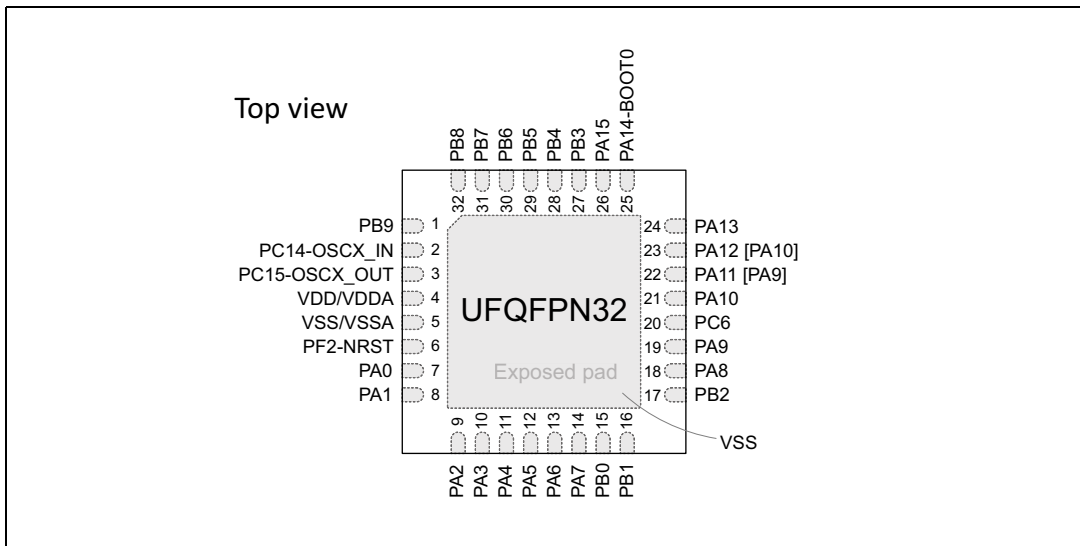 Top view
PB8
PB7
PB6
PB5
PB4
PB3
PA15
PA14-BOOT0
32
31
30
29
28
27
26
25
PB9 1
PC14-OSCX_IN 2
PC15-OSCX_OUT 3
VDD/VDDA 4
VSS/VSSA 5
PF2-NRST 6
PA0 7
PA1 8
24 PA13
23 PA12 [PA10]
22 PA11 [PA9]
21 PA10
20 PC6
19 PA9
18 PA8
17 PB2
UFQFPN32
Exposed pad
VSS
9
10
11
12
13
14
15
16
PA2
PA3
PA4
PA5
PA6
PA7
PB0
PB1